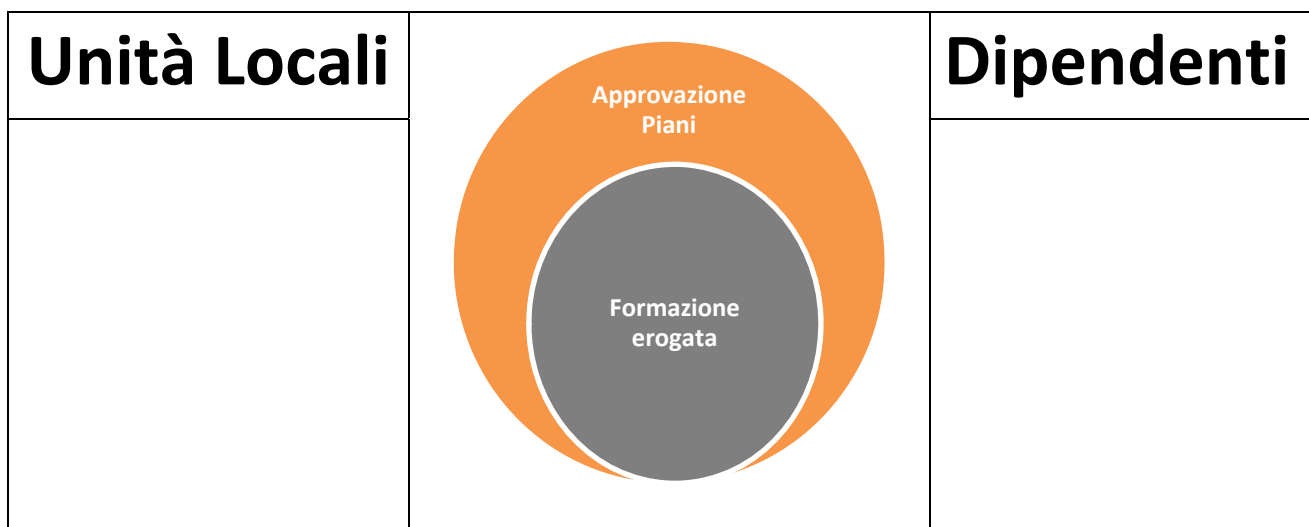 Unità Locali
Approvazione
Piani
Formazione
erogata
Dipendenti